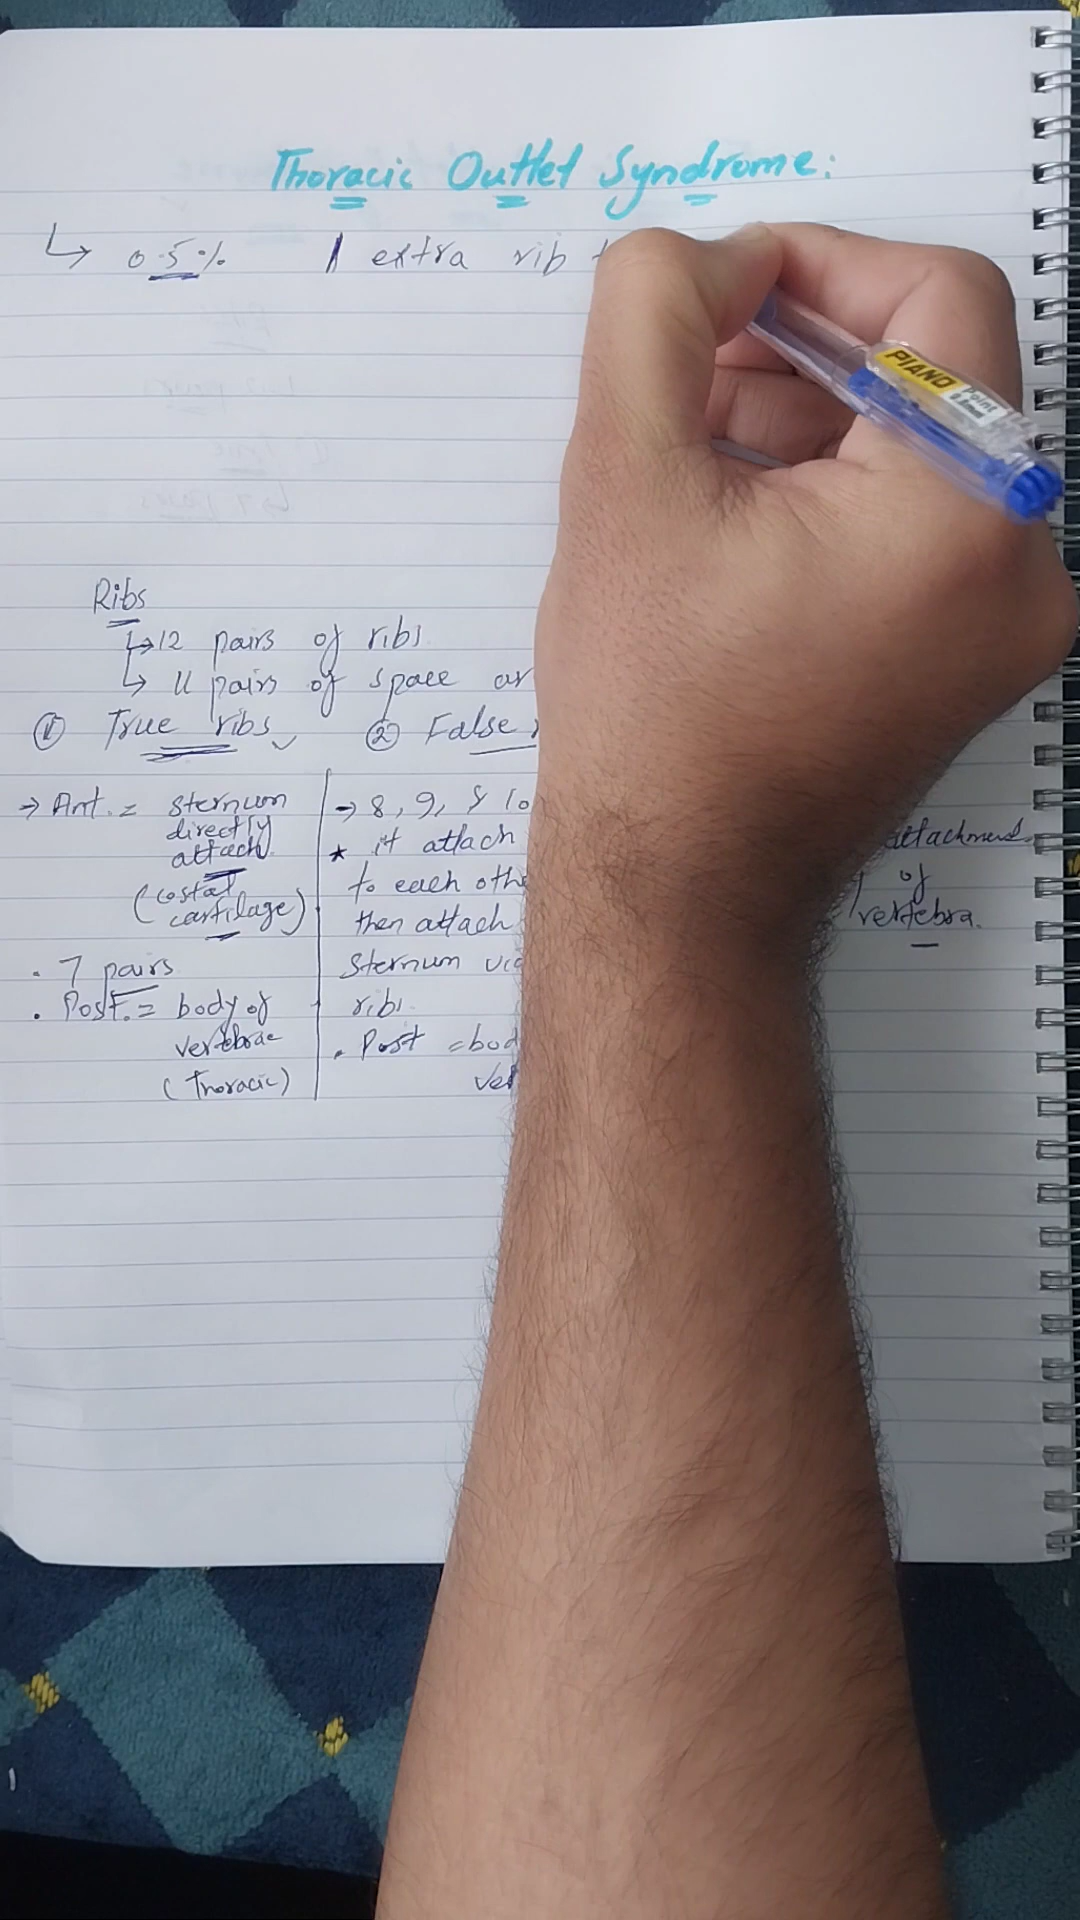 Thoracic Outlet Syndrome:
↳ 0.5% 1 extra rib
PIANO
Point
0.8mm
Ribs
↳ 12 pairs of ribs.
↳ 11 pairs of space
① True ribs ② False
→ Ant. = sternum directly attach (costal cartilage)
. 7 pairs
. Post. = body of vertebrae (Thoracic)
→ 8, 9, & 10
* it attach
to each
then attach
sternum
ribs.
. Post = 
attachment
of
vertebra.